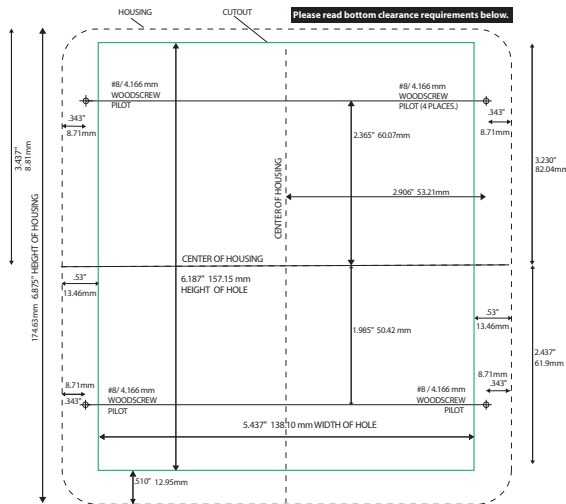 HOUSING
CUTOUT
Please read bottom clearance requirements below.
#8/ 4.166 mm
WOODSCREW
PILOT
#8/ 4.166 mm
WOODSCREW
PILOT (4 PLACES.)
.343"
8.71mm
.343"
8.71mm
3.437"
8.81mm
2.365" 60.07mm
3.230"
82.04mm
CENTER OF HOUSING
2.906" 53.21mm
174.63mm 6.875" HEIGHT OF HOUSING
CENTER OF HOUSING
.53"
13.46mm
6.187" 157.15 mm
HEIGHT OF HOLE
.53"
13.46mm
1.985" 50.42 mm
2.437"
61.9mm
8.71mm
.343"
#8/ 4.166 mm
WOODSCREW
PILOT
#8/ 4.166 mm
WOODSCREW
PILOT
8.71mm
.343"
5.437" 138.10 mm WIDTH OF HOLE
.510" 12.95mm